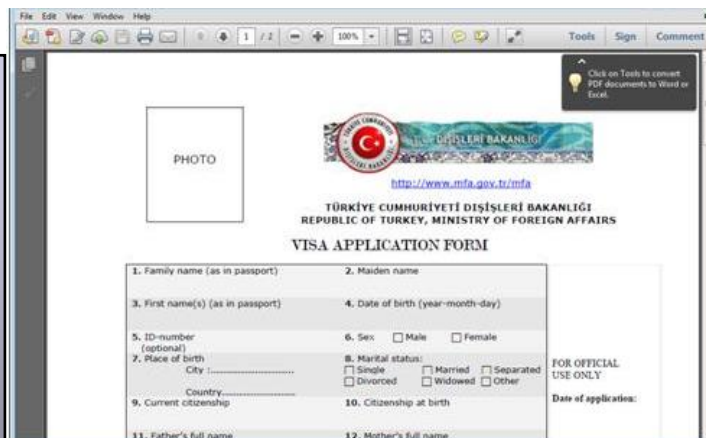 File Edit View Window Help
1 / 2 100% Tools Sign Comment
Click on Tools to convert
PDF documents to Word or
Excel.
PHOTO
TÜRKİYE CUMHURİYETİ
DIŞİŞLERİ BAKANLIĞI
http://www.mfa.gov.tr/mfa
TÜRKİYE CUMHURİYETİ DIŞİŞLERİ BAKANLIĞI
REPUBLIC OF TURKEY, MINISTRY OF FOREIGN AFFAIRS
VISA APPLICATION FORM
1. Family name (as in passport) 2. Maiden name
3. First name(s) (as in passport) 4. Date of birth (year-month-day)
5. ID-number 6. Sex Male Female
(optional)
7. Place of birth 8. Marital status:
City :........................... Single Married Separated
Divorced Widowed Other
Country........................
FOR OFFICIAL
USE ONLY
9. Current citizenship 10. Citizenship at birth
Date of application:
11. Father's full name 12. Mother's full name